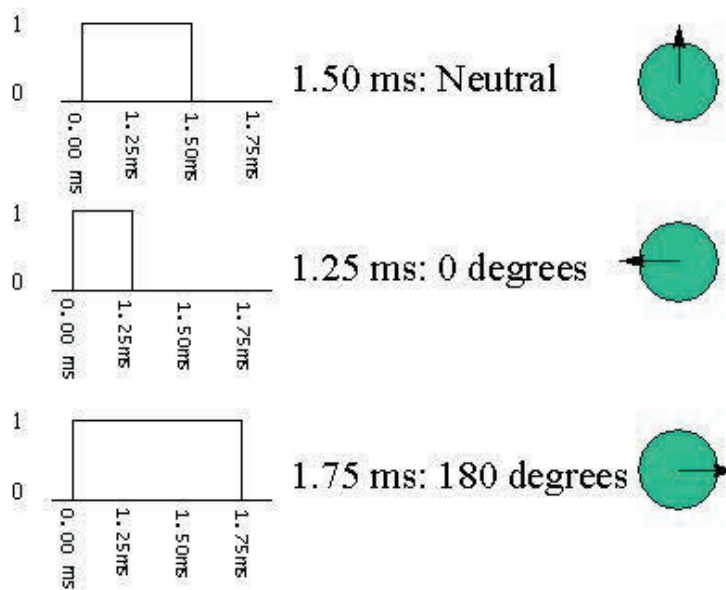 1
0
0.00 ms
1.25ms
1.50ms
1.75ms
1.50 ms: Neutral
1
0
0.00 ms
1.25ms
1.50ms
1.75ms
1.25 ms: 0 degrees
1
0
0.00 ms
1.25ms
1.50ms
1.75ms
1.75 ms: 180 degrees